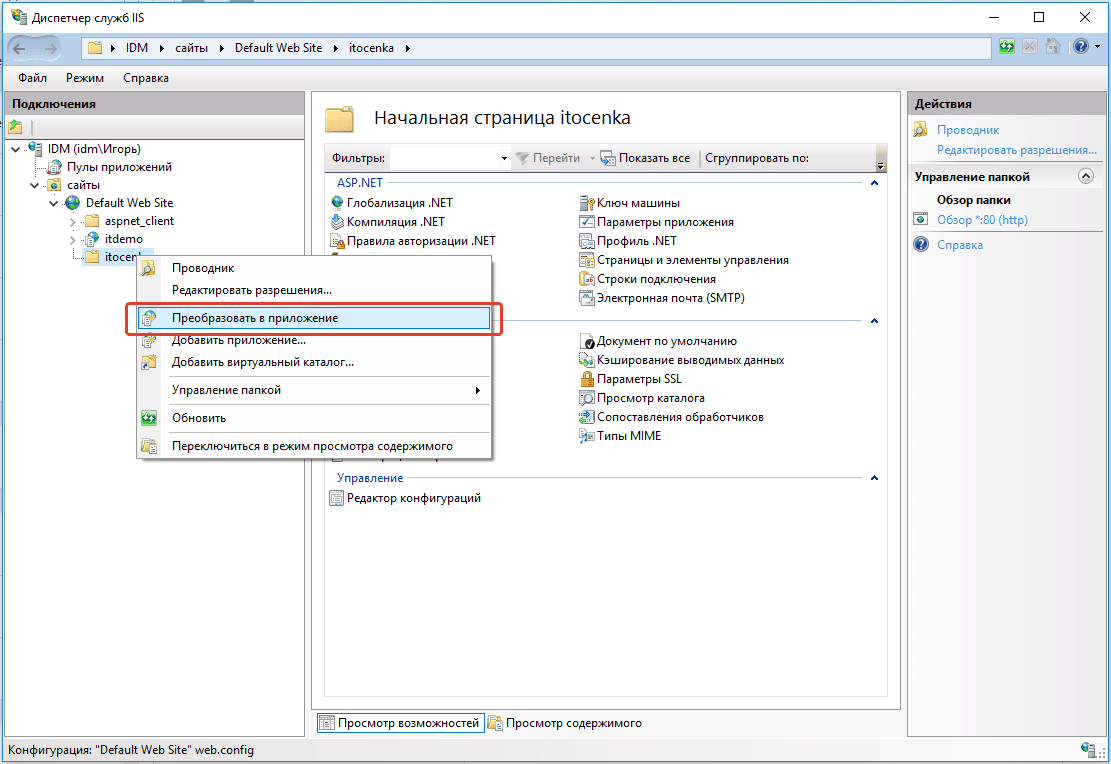 Диспетчер служб IIS
IDM сайты Default Web Site itocenka
Файл Режим Справка
Подключения
IDM (idm\Игорь)
Пулы приложений
сайты
Default Web Site
aspnet_client
itdemo
itocen
Проводник
Редактировать разрешения...
Преобразовать в приложение
Добавить приложение...
Добавить виртуальный каталог...
Управление папкой
Обновить
Переключиться в режим просмотра содержимого
Начальная страница itocenka
Фильтры: Перейти Показать все Сгруппировать по:
ASP.NET
Глобализация .NET
Компиляция .NET
Правила авторизации .NET
Ключ машины
Параметры приложения
Профиль .NET
Страницы и элементы управления
Строки подключения
Электронная почта (SMTP)
Документ по умолчанию
Кэширование выводимых данных
Параметры SSL
Просмотр каталога
Сопоставления обработчиков
Типы MIME
Управление
Редактор конфигураций
Просмотр возможностей Просмотр содержимого
Действия
Проводник
Редактировать разрешения...
Управление папкой
Обзор папки
Обзор *:80 (http)
Справка
Конфигурация: "Default Web Site" web.config